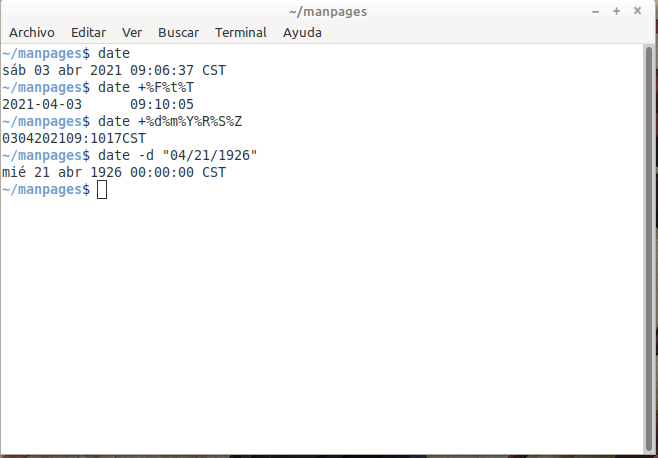 ~/manpages
− + ×
Archivo Editar Ver Buscar Terminal Ayuda
~/manpages$ date
sáb 03 abr 2021 09:06:37 CST
~/manpages$ date +%F%t%T
2021-04-03      09:10:05
~/manpages$ date +%d%m%Y%R%S%Z
0304202109:1017CST
~/manpages$ date -d "04/21/1926"
mié 21 abr 1926 00:00:00 CST
~/manpages$